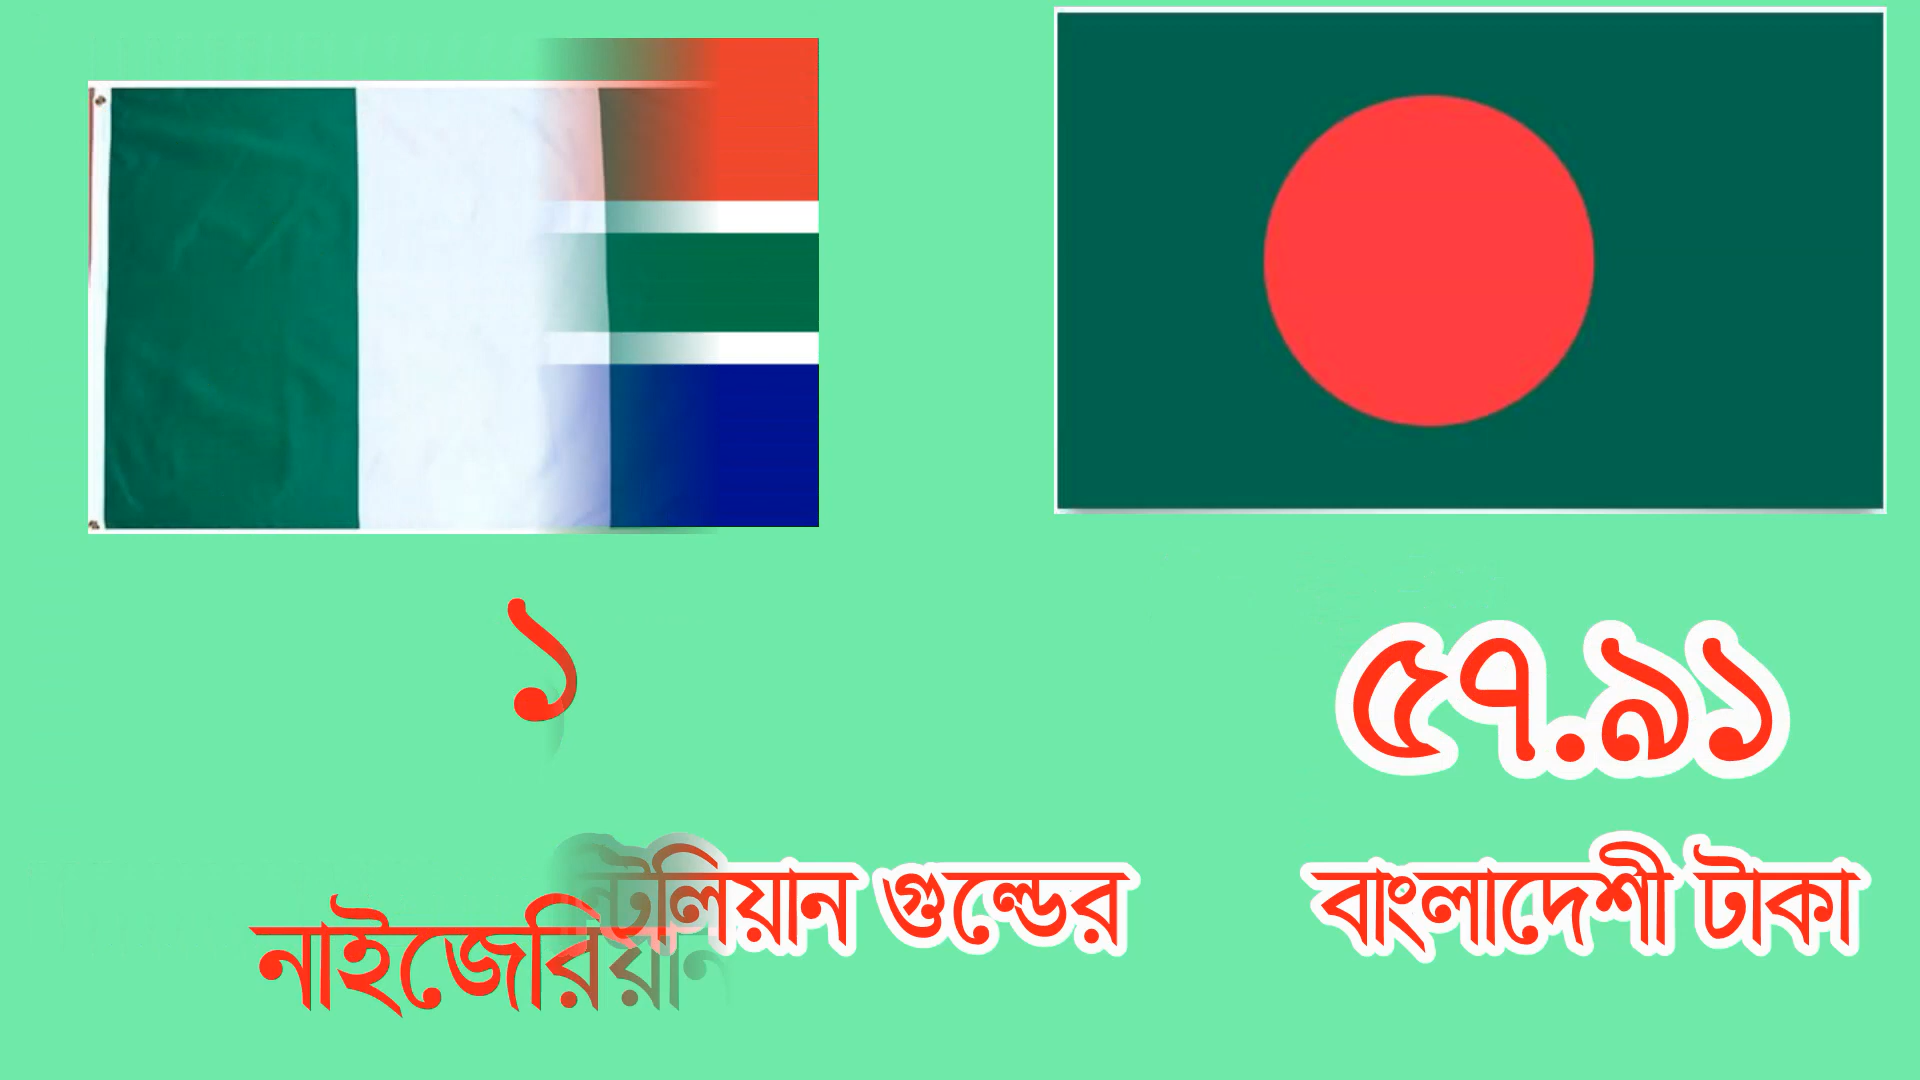 ১
৫৭.৯১
ন্টিলিয়ান গুল্ডের
বাংলাদেশী টাকা
নাইজেরিয়ান